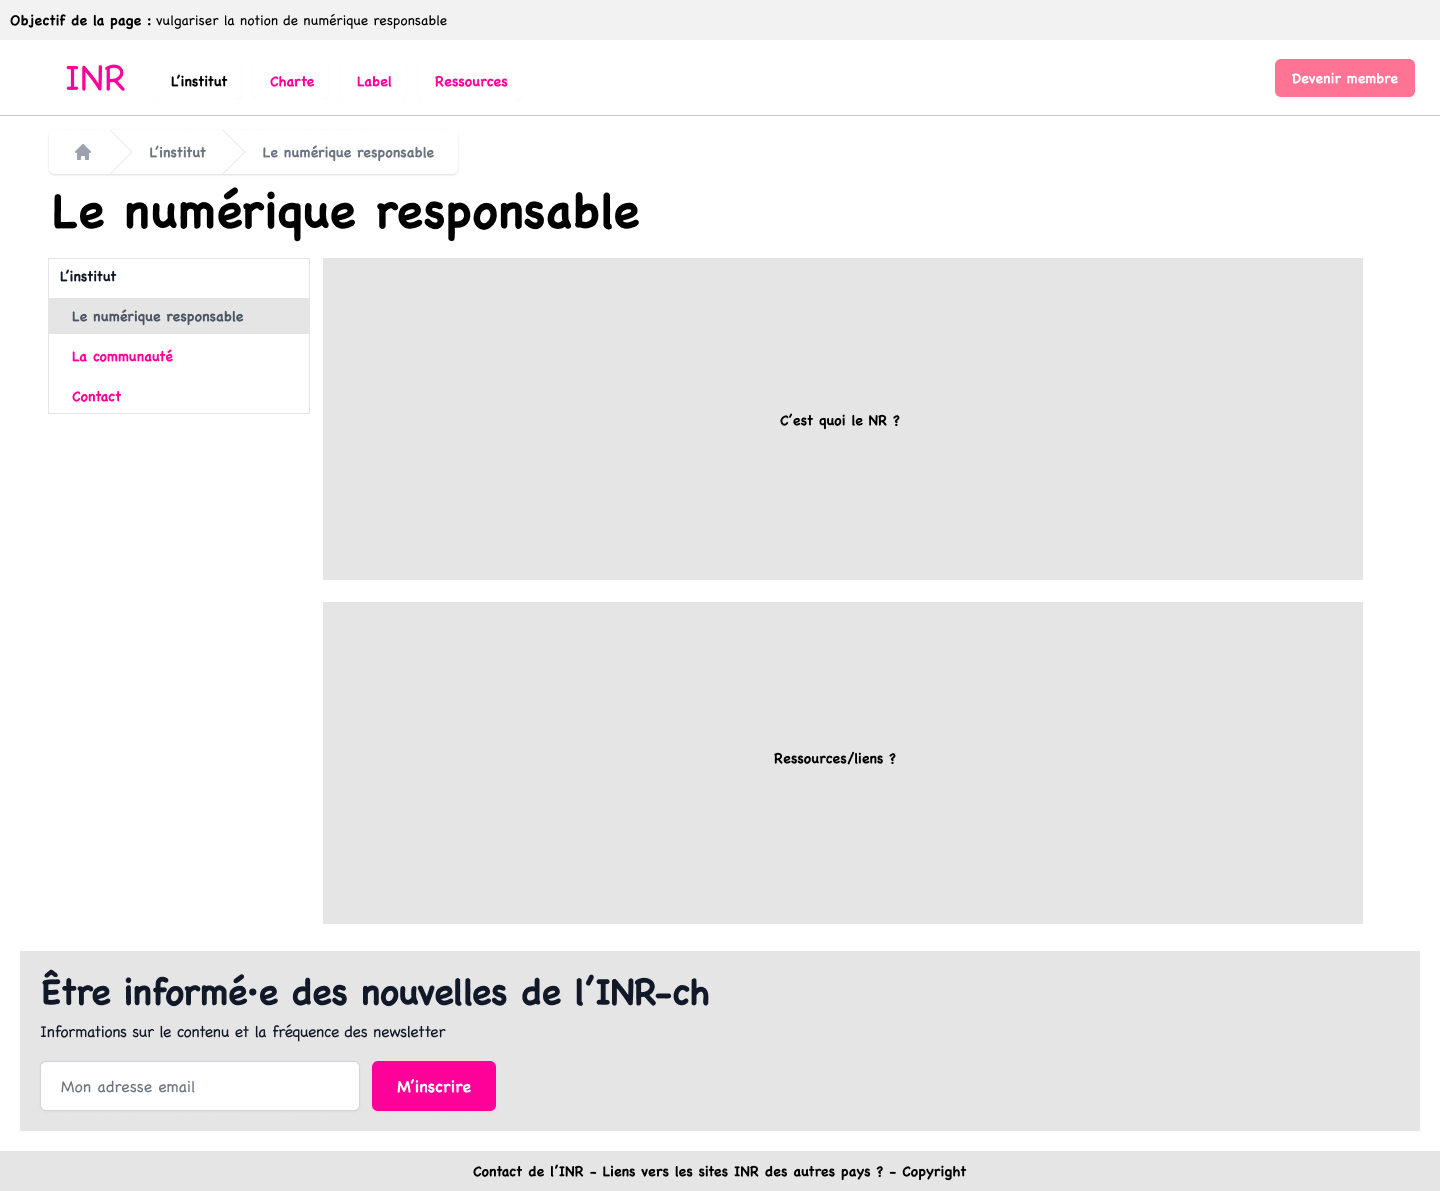 Objectif de la page : vulgariser la notion de numérique responsable
INR
L’institut
Charte
Label
Ressources
Devenir membre
L’institut
Le numérique responsable
Le numérique responsable
L’institut
Le numérique responsable
La communauté
Contact
C’est quoi le NR ?
Ressources/liens ?
Être informé·e des nouvelles de l’INR-ch
Informations sur le contenu et la fréquence des newsletter
Mon adresse email
M’inscrire
Contact de l’INR - Liens vers les sites INR des autres pays ? - Copyright